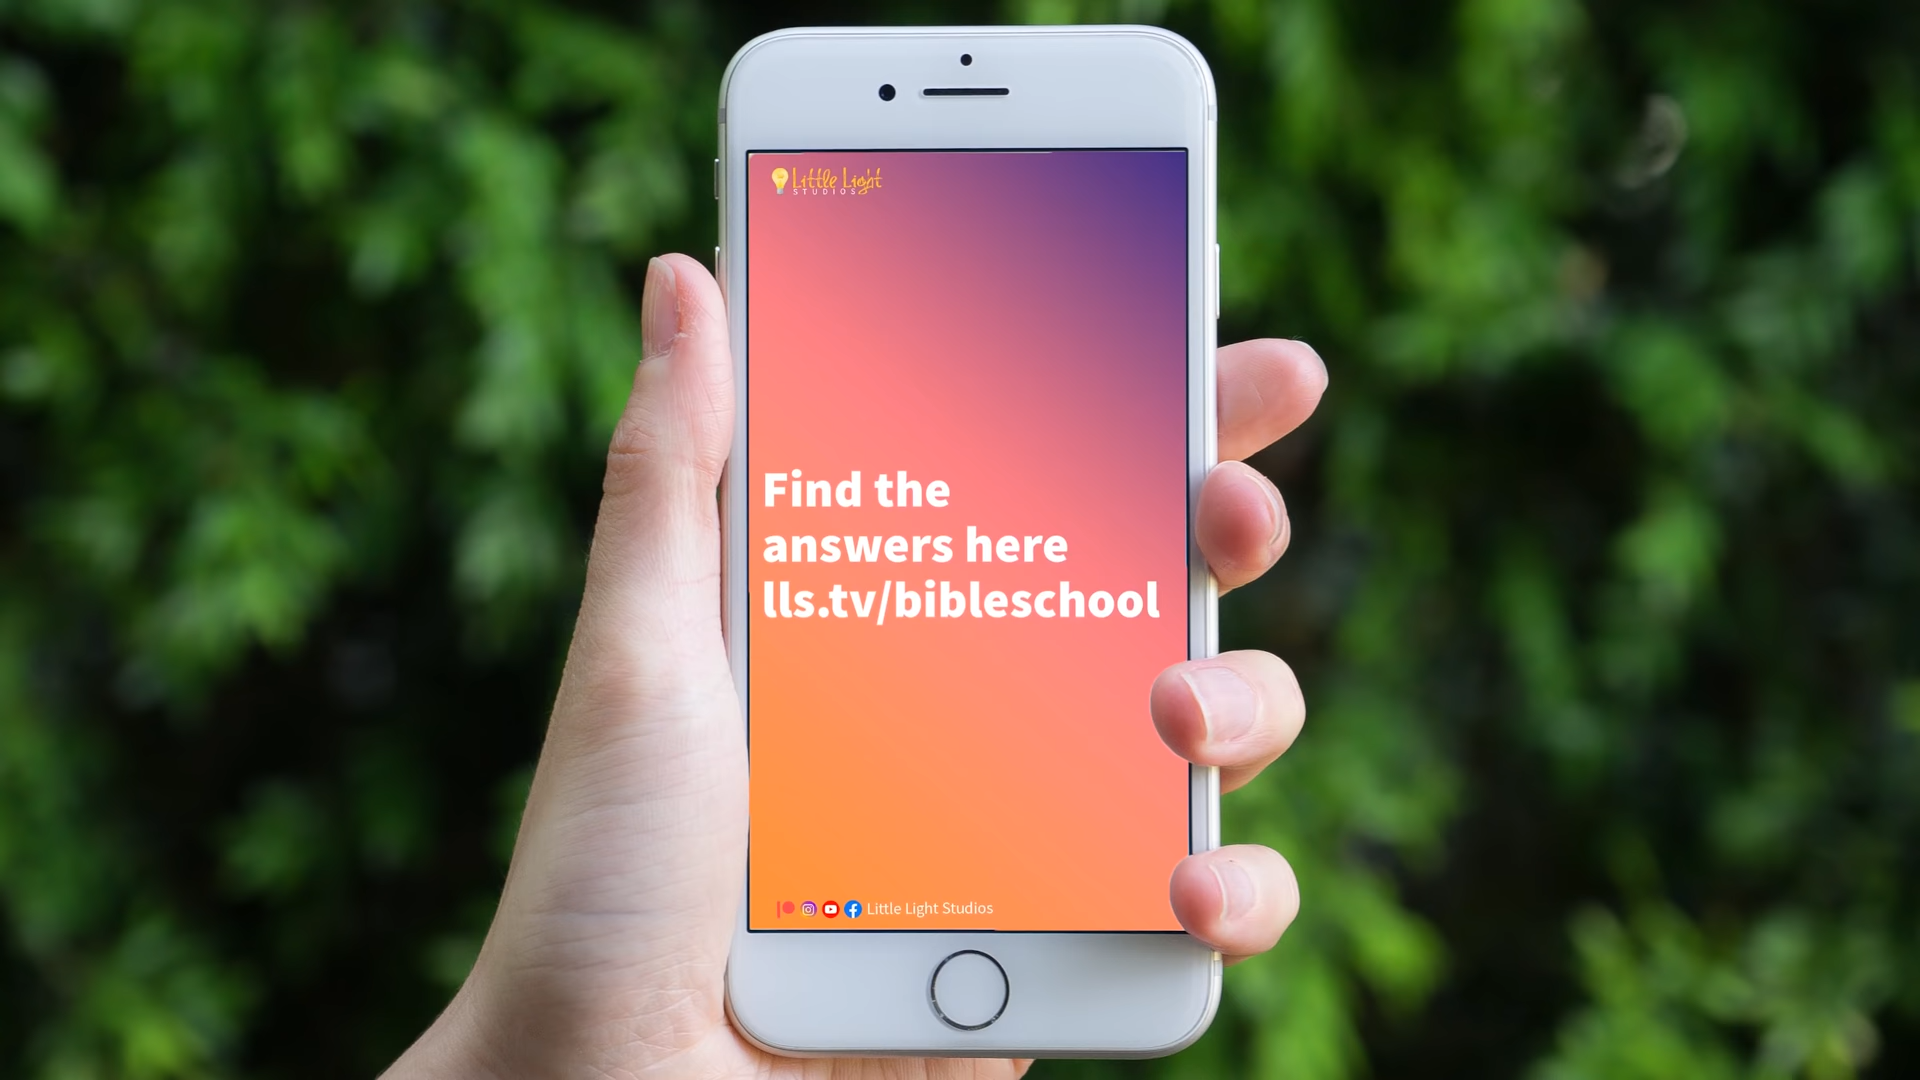 Little Light
STUDIOS
Find the
answers here
lls.tv/bibleschool
Little Light Studios